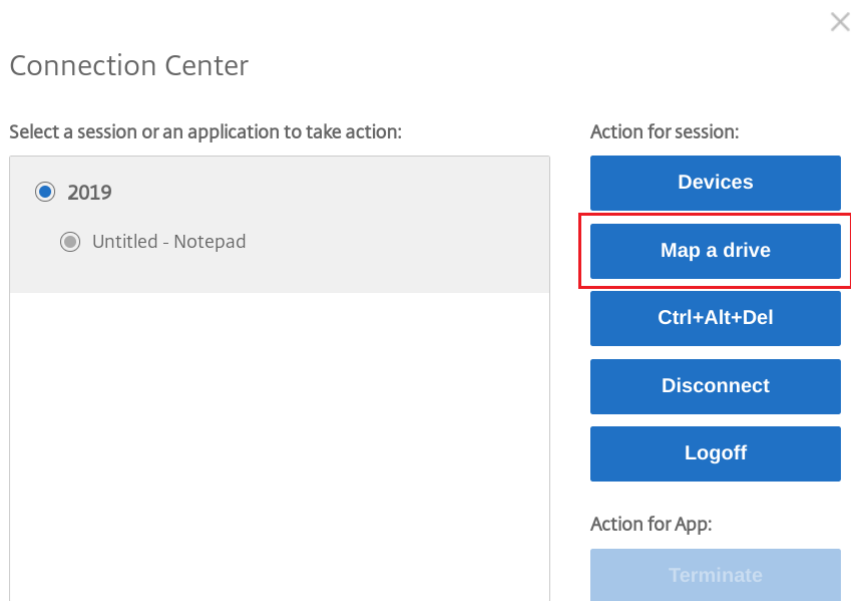 Connection Center
Select a session or an application to take action:
2019
Untitled - Notepad
Action for session:
Devices
Map a drive
Ctrl+Alt+Del
Disconnect
Logoff
Action for App:
Terminate